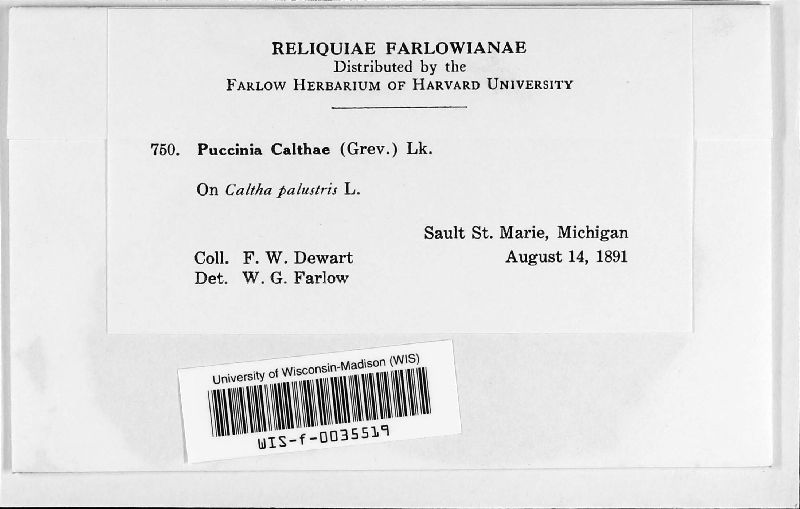 RELIQUIAE FARLOWIANAE
Distributed by the
FARLOW HERBARIUM OF HARVARD UNIVERSITY
750. Puccinia Calthae (Grev.) Lk.
On Caltha palustris L.
Sault St. Marie, Michigan
Coll. F. W. Dewart August 14, 1891
Det. W. G. Farlow
University of Wisconsin-Madison (WIS)
WIS-f-0035519